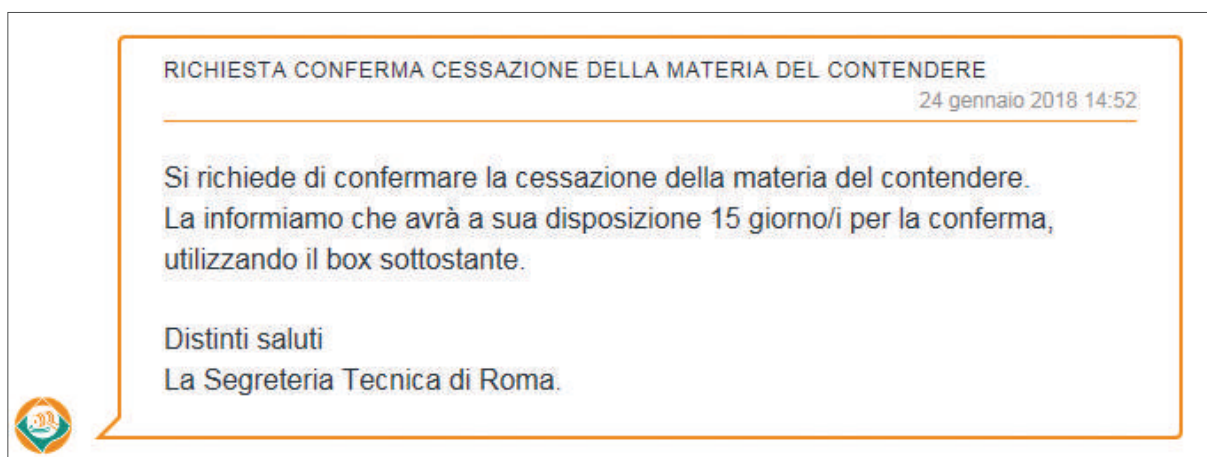 RICHIESTA CONFERMA CESSAZIONE DELLA MATERIA DEL CONTENDERE
24 gennaio 2018 14:52
Si richiede di confermare la cessazione della materia del contendere.
La informiamo che avrà a sua disposizione 15 giorno/i per la conferma,
utilizzando il box sottostante.
Distinti saluti
La Segreteria Tecnica di Roma.